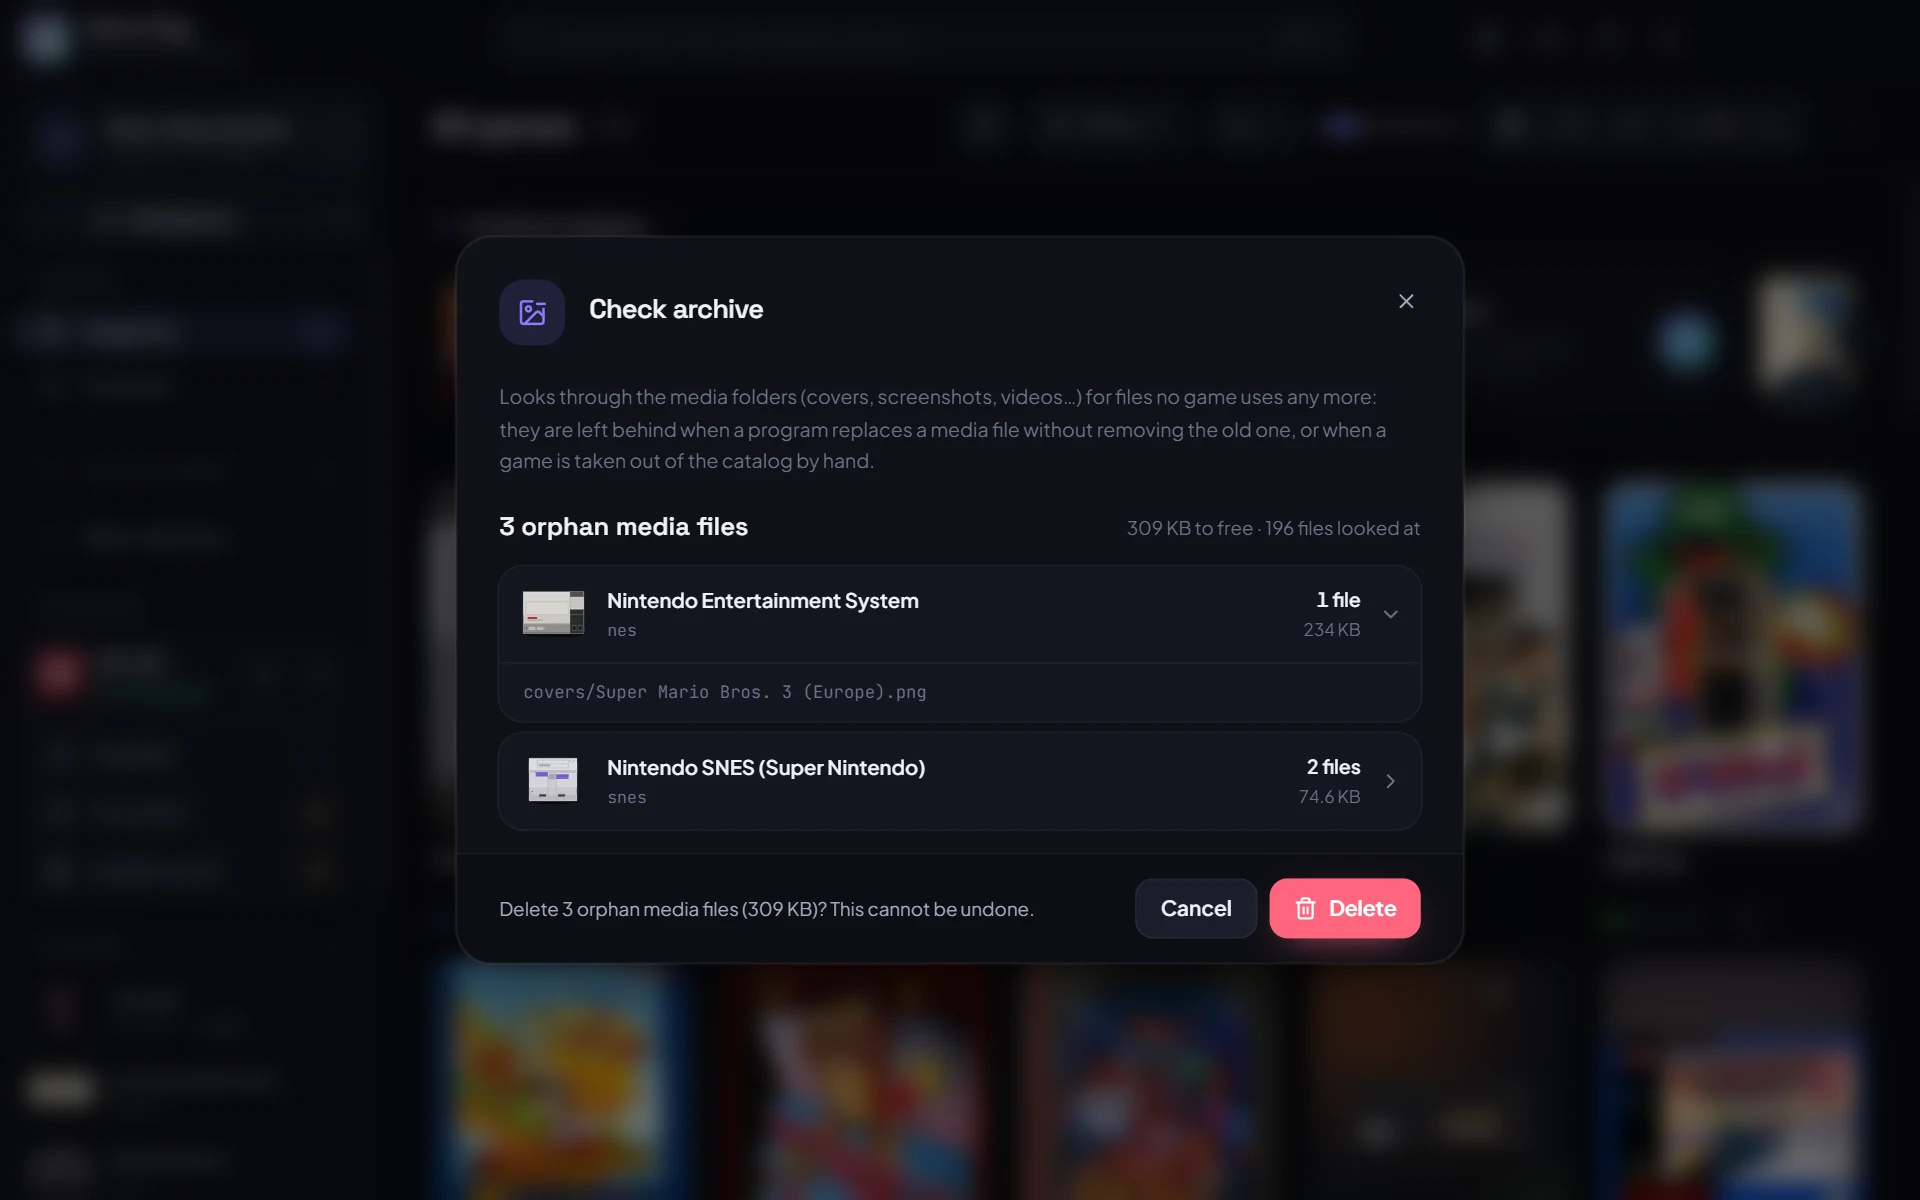 Check archive
Looks through the media folders (covers, screenshots, videos…) for files no game uses any more:
they are left behind when a program replaces a media file without removing the old one, or when a
game is taken out of the catalog by hand.
3 orphan media files
309 KB to free · 196 files looked at
Nintendo Entertainment System
1 file
nes
234 KB
covers/Super Mario Bros. 3 (Europe).png
Nintendo SNES (Super Nintendo)
2 files
snes
74.6 KB
Delete 3 orphan media files (309 KB)? This cannot be undone.
Cancel
Delete